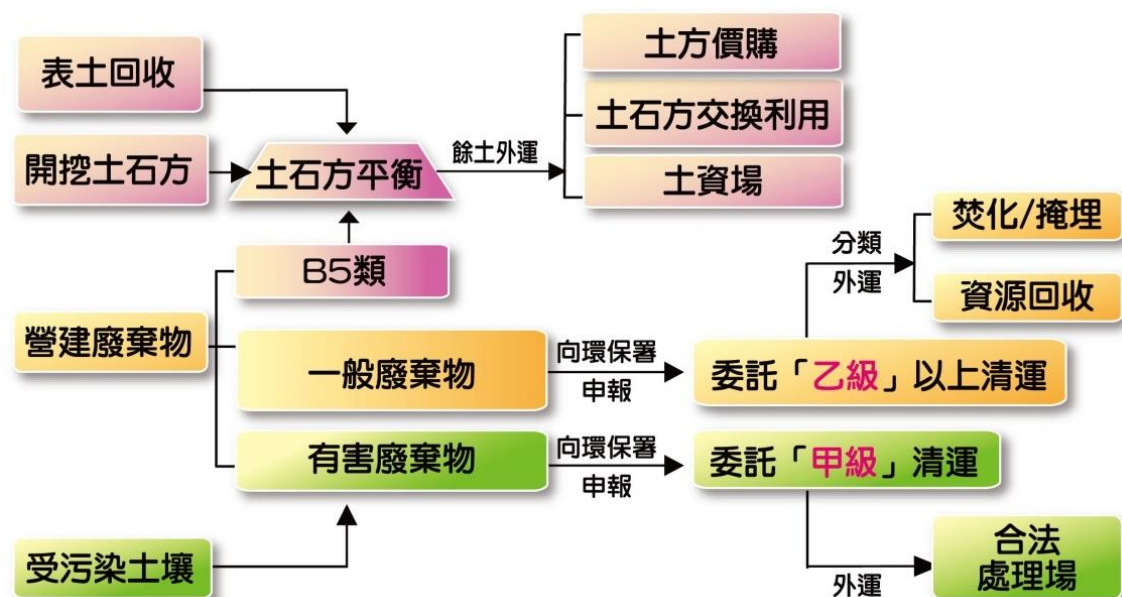 表土回收
開挖土石方
土石方平衡
餘土外運
土方價購
土石方交換利用
土資場
B5類
營建廢棄物
一般廢棄物
向環保署
申報
委託「乙級」以上清運
分類
外運
焚化/掩埋
資源回收
有害廢棄物
向環保署
申報
委託「甲級」清運
受污染土壤
外運
合法
處理場